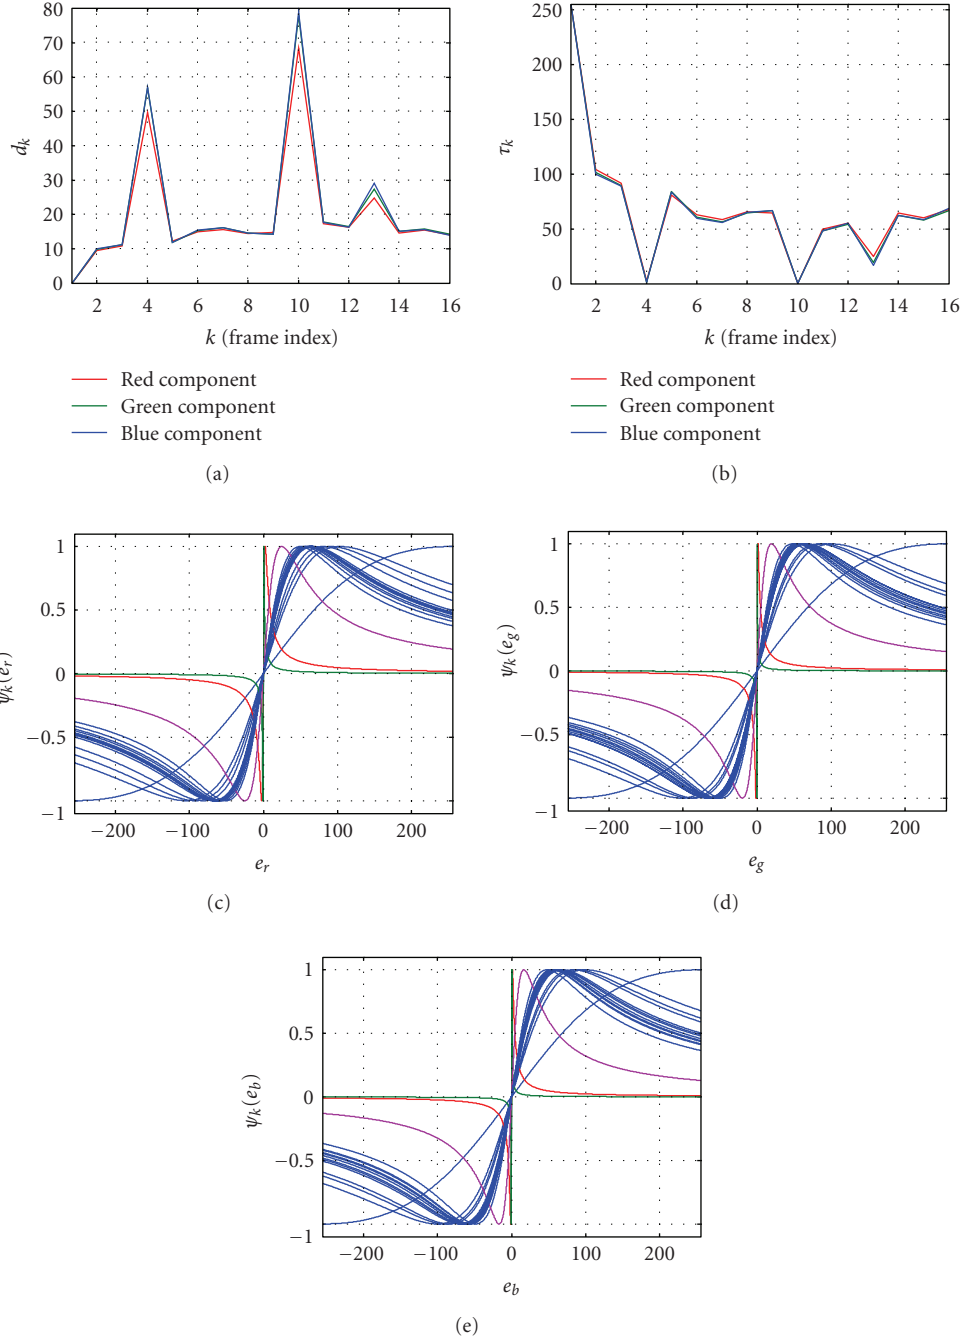 80
70
60
50
40
30
20
10
0
d_k
2 4 6 8 10 12 14 16
k (frame index)
Red component
Green component
Blue component
(a)
250
200
150
100
50
0
τ_k
2 4 6 8 10 12 14 16
k (frame index)
Red component
Green component
Blue component
(b)
1
0.5
0
−0.5
−1
ψ_k(e_r)
−200 −100 0 100 200
e_r
(c)
1
0.5
0
−0.5
−1
ψ_k(e_g)
−200 −100 0 100 200
e_g
(d)
1
0.5
0
−0.5
−1
ψ_k(e_b)
−200 −100 0 100 200
e_b
(e)